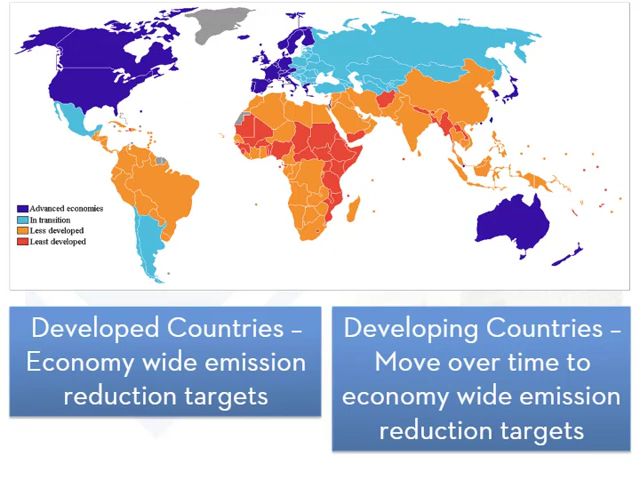 Advanced economies
In transition
Less developed
Least developed
Developed Countries –
Economy wide emission
reduction targets
Developing Countries –
Move over time to
economy wide emission
reduction targets